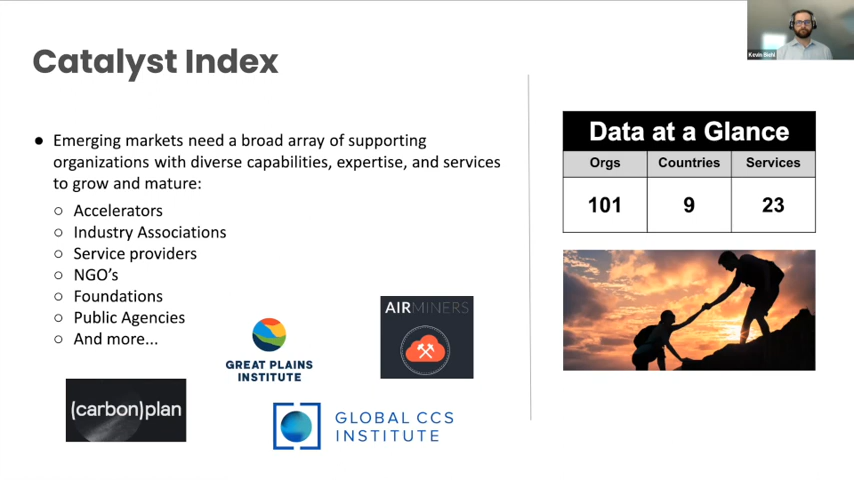 Catalyst Index
Kevin Biehl
● Emerging markets need a broad array of supporting
organizations with diverse capabilities, expertise, and services
to grow and mature:
○ Accelerators
○ Industry Associations
○ Service providers
○ NGO's
○ Foundations
○ Public Agencies
○ And more...
Data at a Glance
Orgs Countries Services
101 9 23
AIRMINERS
GREAT PLAINS
INSTITUTE
(carbon)plan
GLOBAL CCS
INSTITUTE